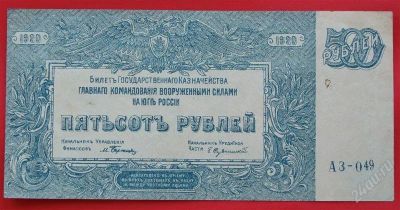 1920
1920
500
РУБЛЕЙ
БИЛЕТЪ ГОСУДАРСТВЕННАГО КАЗНАЧЕЙСТВА
ГЛАВНАГО КОМАНДОВАНІЯ ВООРУЖЕННЫМИ СИЛАМИ
НА ЮГѢ РОССІИ
ПЯТЬСОТЪ РУБЛЕЙ
НАЧАЛЬНИКЪ УПРАВЛЕНІЯ
ФИНАНСОВЪ
НАЧАЛЬНИКЪ КРЕДИТНОЙ
ЧАСТИ
АЗ-049